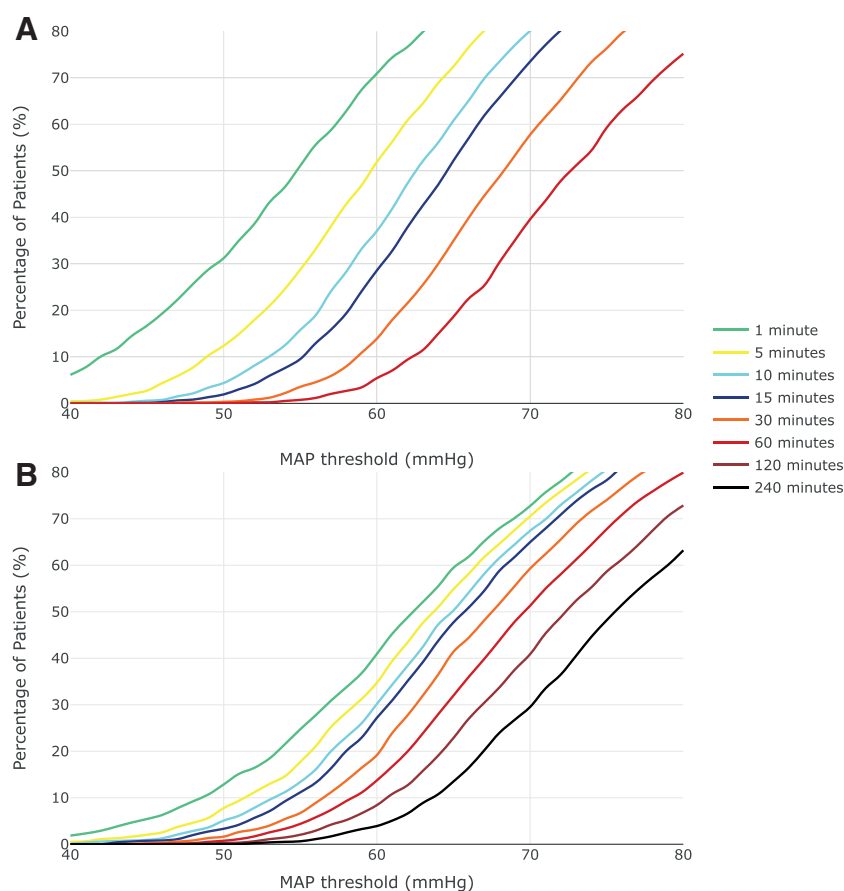 A
80
70
60
50
40
30
20
10
0
40 50 60 70 80
Percentage of Patients (%)
MAP threshold (mmHg)
B
80
70
60
50
40
30
20
10
0
40 50 60 70 80
Percentage of Patients (%)
MAP threshold (mmHg)
1 minute
5 minutes
10 minutes
15 minutes
30 minutes
60 minutes
120 minutes
240 minutes